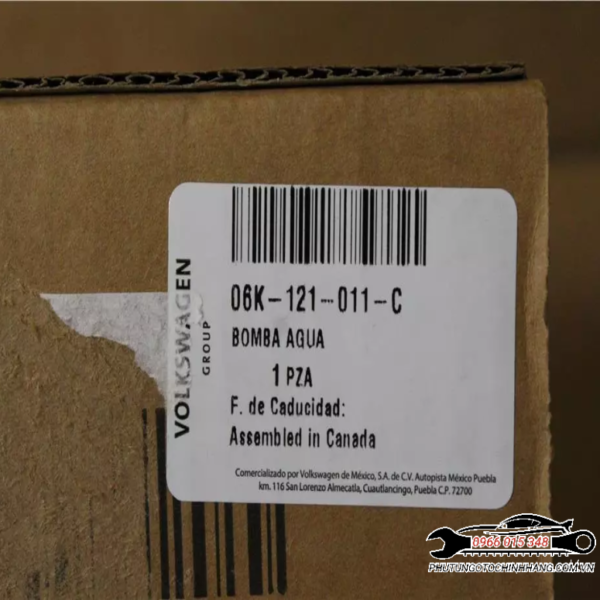 VOLKSWAGEN
GROUP
06K-121-011-C
BOMBA AGUA
1 PZA
F. de Caducidad:
Assembled in Canada
Comercializado por Volkswagen de México, S.A. de C.V. Autopista México Puebla
km. 116 San Lorenzo Almecatla, Cuautlancingo, Puebla C.P. 72700
0966 015 348
PHUTUNGOTOCHINHHANG.COM.VN